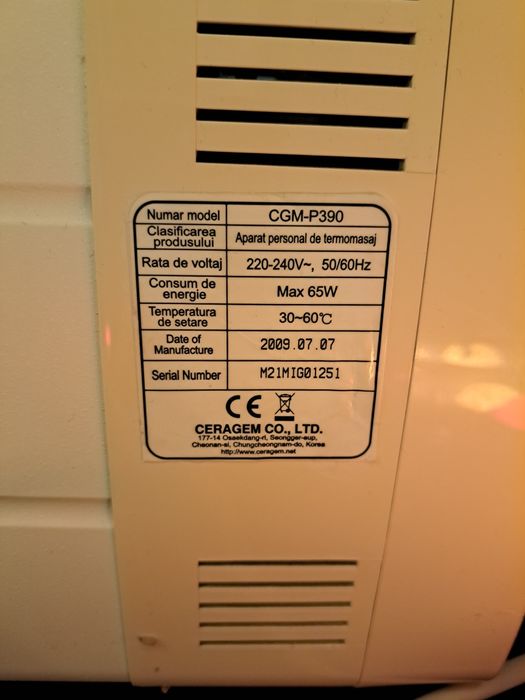 Numar model CGM-P390
Clasificarea
produsului Aparat personal de termomasaj
Rata de voltaj 220-240V~, 50/60Hz
Consum de
energie Max 65W
Temperatura
de setare 30~60℃
Date of
Manufacture 2009.07.07
Serial Number M21MIG01251
CE
CERAGEM CO., LTD.
177-14 Osaekdang-ri, Seongger-eup,
Cheonan-si, Chungcheongnam-do, Korea
http://www.ceragem.net